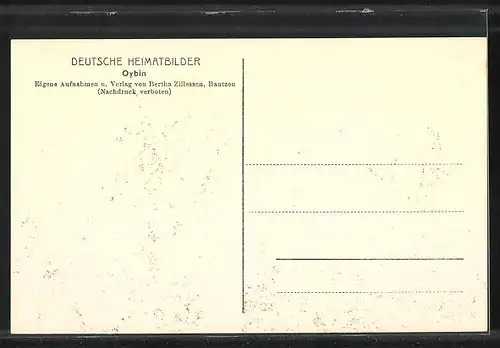 DEUTSCHE HEIMATBILDER
Oybin
Eigene Aufnahmen u. Verlag von Bertha Zillessen, Bautzen
(Nachdruck verboten)